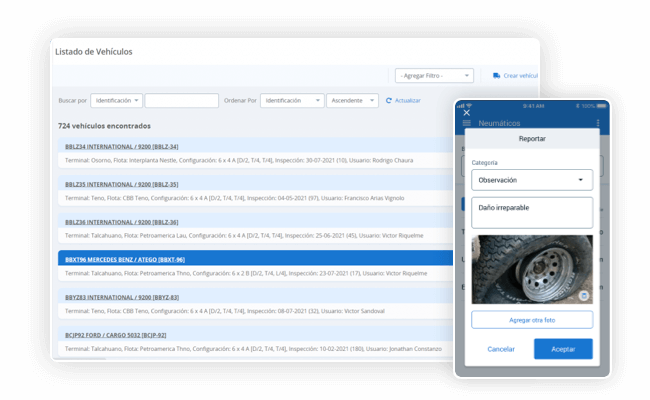 Listado de Vehículos
- Agregar Filtro -
Crear vehícul
Buscar por
Identificación
Ordenar Por
Identificación
Ascendente
Actualizar
724 vehículos encontrados
BBLZ34 INTERNATIONAL / 9200 [BBLZ-34]
Terminal: Osorno, Flota: Interplanta Nestle, Configuración: 6 x 4 A [D/2, T/4, T/4], Inspección: 30-07-2021 (10), Usuario: Rodrigo Chaura
BBLZ35 INTERNATIONAL / 9200 [BBLZ-35]
Terminal: Teno, Flota: CBB Teno, Configuración: 6 x 4 A [D/2, T/4, T/4], Inspección: 04-05-2021 (97), Usuario: Francisco Arias Vignols
BBLZ36 INTERNATIONAL / 9200 [BBLZ-36]
Terminal: Talcahuano, Flota: Petroamerica Lau, Configuración: 6 x 4 A [D/2, T/4, T/4], Inspección: 25-06-2021 (45), Usuario: Victor Riquelme
BBXT96 MERCEDES BENZ / ATEGO [BBXT-96]
Terminal: Talcahuano, Flota: Petroamerica Thno, Configuración: 6 x 2 B [D/2, T/4, L/4], Inspección: 23-07-2021 (17), Usuario: Victor Riquelme
BBYZ83 INTERNATIONAL / 9200 [BBYZ-83]
Terminal: Teno, Flota: CBB Teno, Configuración: 6 x 4 A [D/2, T/4, T/4], Inspección: 08-07-2021 (32), Usuario: Victor Sandoval
BCJP92 FORD / CARGO 5032 [BCJP-92]
Terminal: Talcahuano, Flota: Petroamerica Thno, Configuración: 6 x 4 A [D/2, T/4, T/4], Inspección: 10-02-2021 (180), Usuario: Jonathan Constanzo
9:41 AM
100%
Neumáticos
Reportar
Categoría
Observación
Daño irreparable
Agregar otra foto
Cancelar
Aceptar